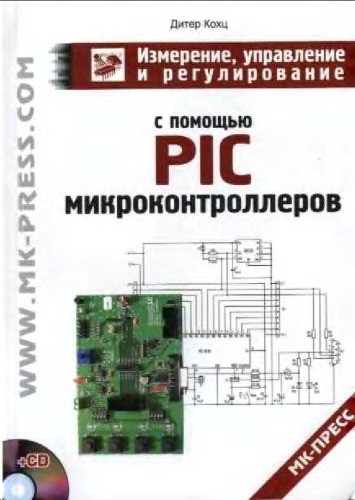 Дитер Кохц
Измерение, управление
и регулирование
с помощью
PIC
микроконтроллеров
WWW.MK-PRESS.COM
+CD
МК-ПРЕСС